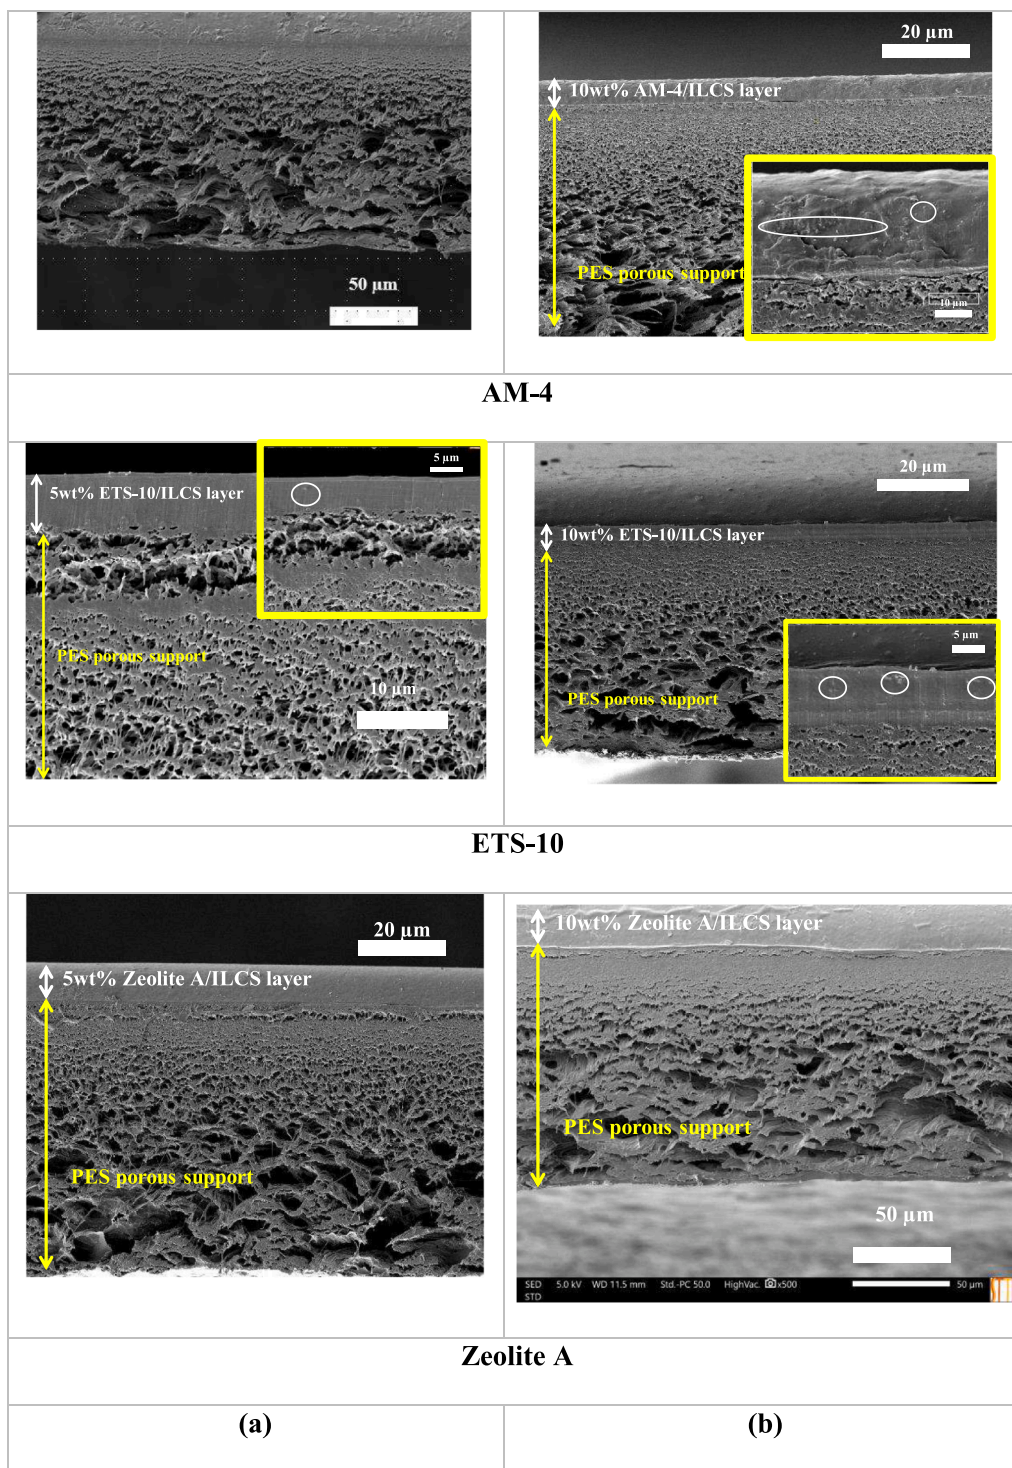 50 µm
20 µm
10wt% AM-4/ILCS layer
PES porous support
10 µm
AM-4
5 µm
5wt% ETS-10/ILCS layer
PES porous support
10 µm
20 µm
10wt% ETS-10/ILCS layer
5 µm
PES porous support
ETS-10
20 µm
5wt% Zeolite A/ILCS layer
PES porous support
10wt% Zeolite A/ILCS layer
PES porous support
50 µm
SED 5.0 kV WD 11.5 mm Std.-PC 50.0 HighVac. x500 50 µm
STD
Zeolite A
(a) (b)